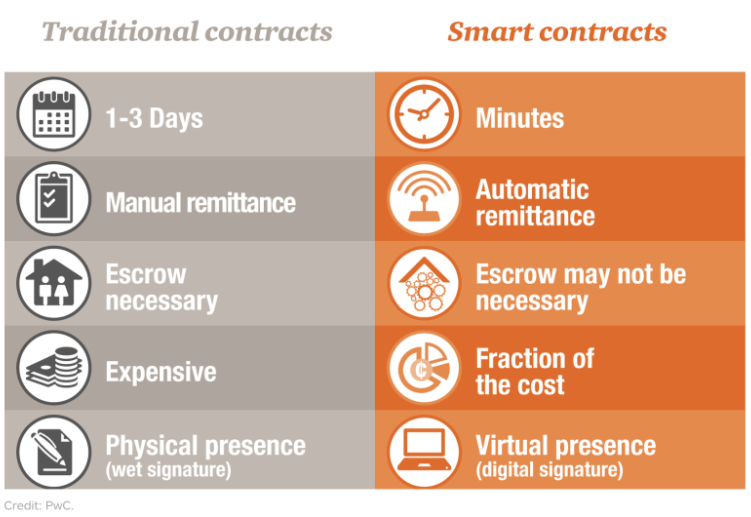 Traditional contracts
Smart contracts
1-3 Days
Minutes
Manual remittance
Automatic
remittance
Escrow
necessary
Escrow may not be
necessary
Expensive
Fraction of
the cost
Physical presence
(wet signature)
Virtual presence
(digital signature)
Credit: PwC.